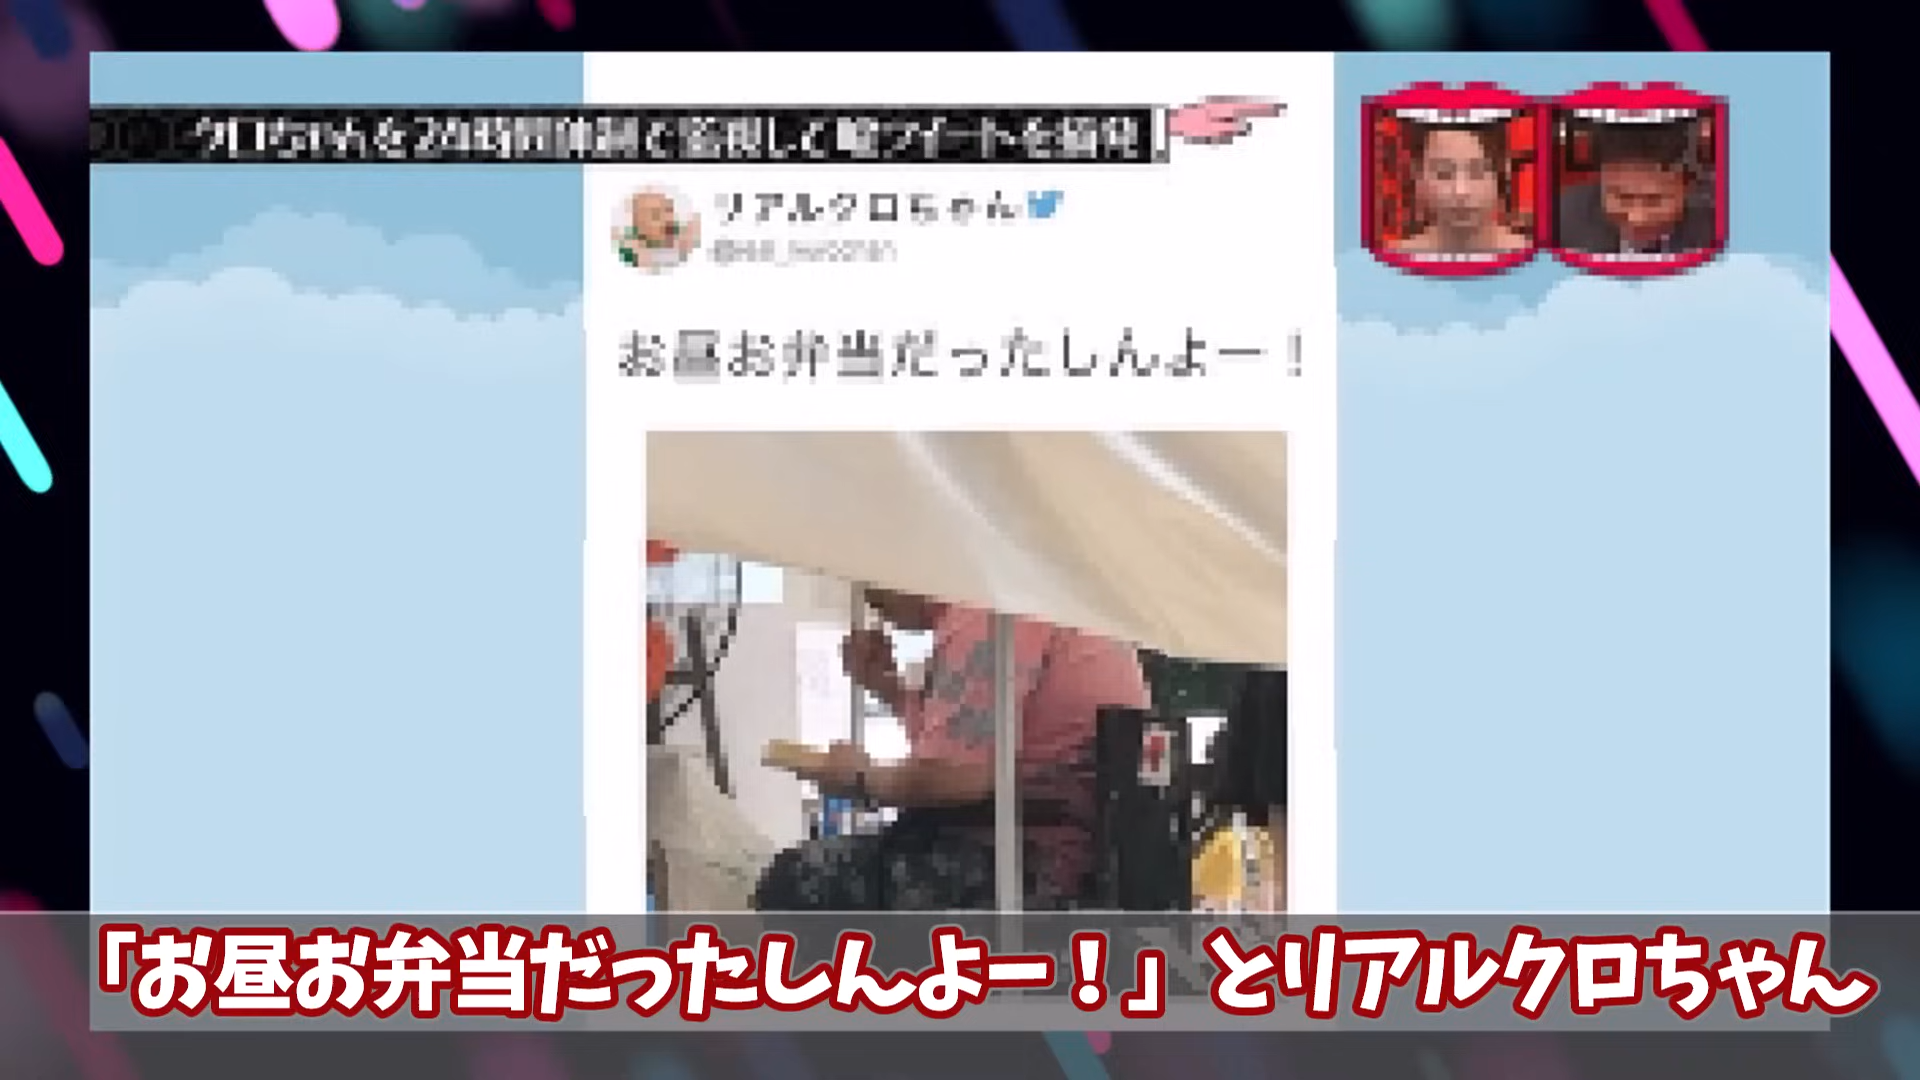 クロちゃんを24時間体制で監視して嘘ツイートを摘発!
リアルクロちゃん
お昼お弁当だったしんよー!
「お昼お弁当だったしんよー!」とリアルクロちゃん